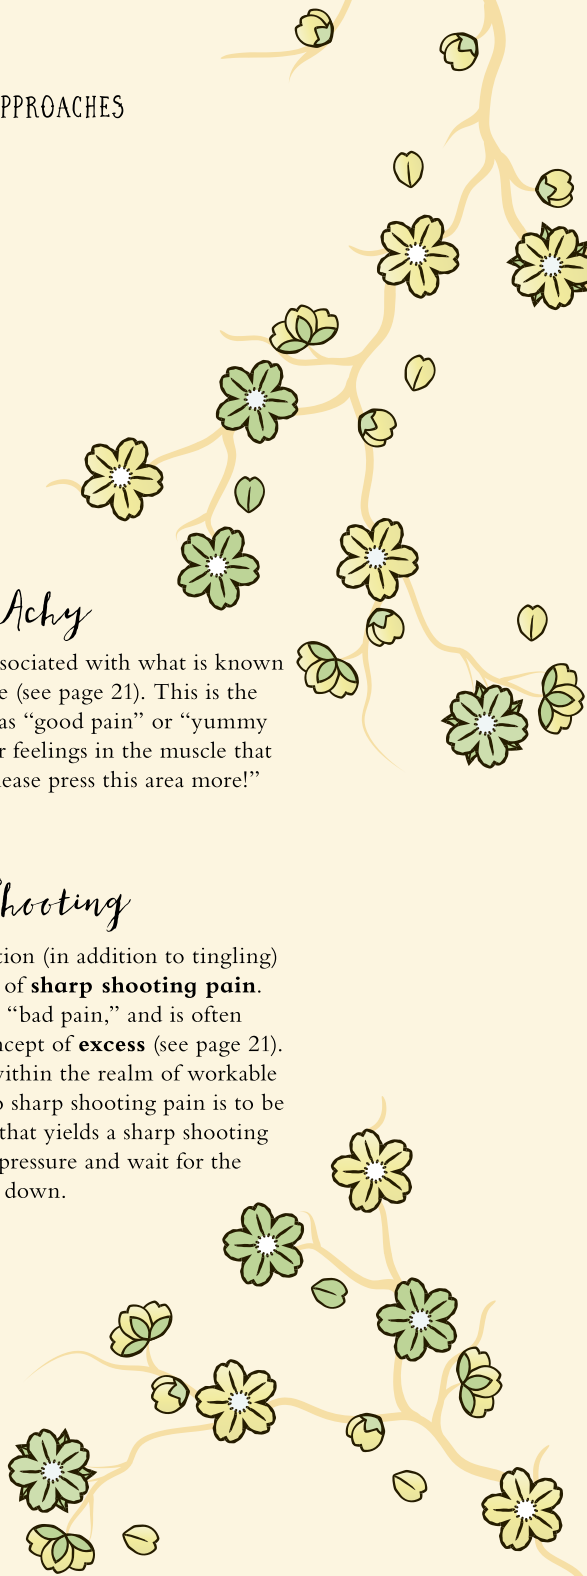 PPROACHES
Achy
sociated with what is known
e (see page 21). This is the
as “good pain” or “yummy
r feelings in the muscle that
lease press this area more!”
hooting
tion (in addition to tingling)
of sharp shooting pain.
“bad pain,” and is often
ncept of excess (see page 21).
within the realm of workable
o sharp shooting pain is to be
that yields a sharp shooting
pressure and wait for the
down.